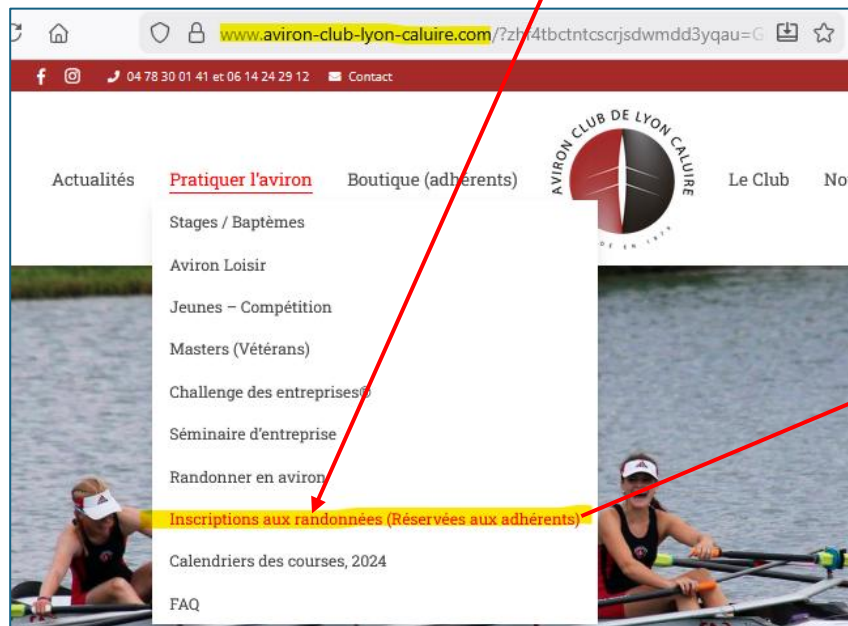 www.aviron-club-lyon-caluire.com/?zhf4tbctntcscrjsdwmdd3yqau=G
04 78 30 01 41 et 06 14 24 29 12 Contact
AVIRON CLUB DE LYON CALUIRE
Actualités Pratiquer l'aviron Boutique (adhérents) Le Club
Stages / Baptèmes
Aviron Loisir
Jeunes – Compétition
Masters (Vétérans)
Challenge des entreprises®
Séminaire d'entreprise
Randonner en aviron
Inscriptions aux randonnées (Réservées aux adhérents)
Calendriers des courses, 2024
FAQ